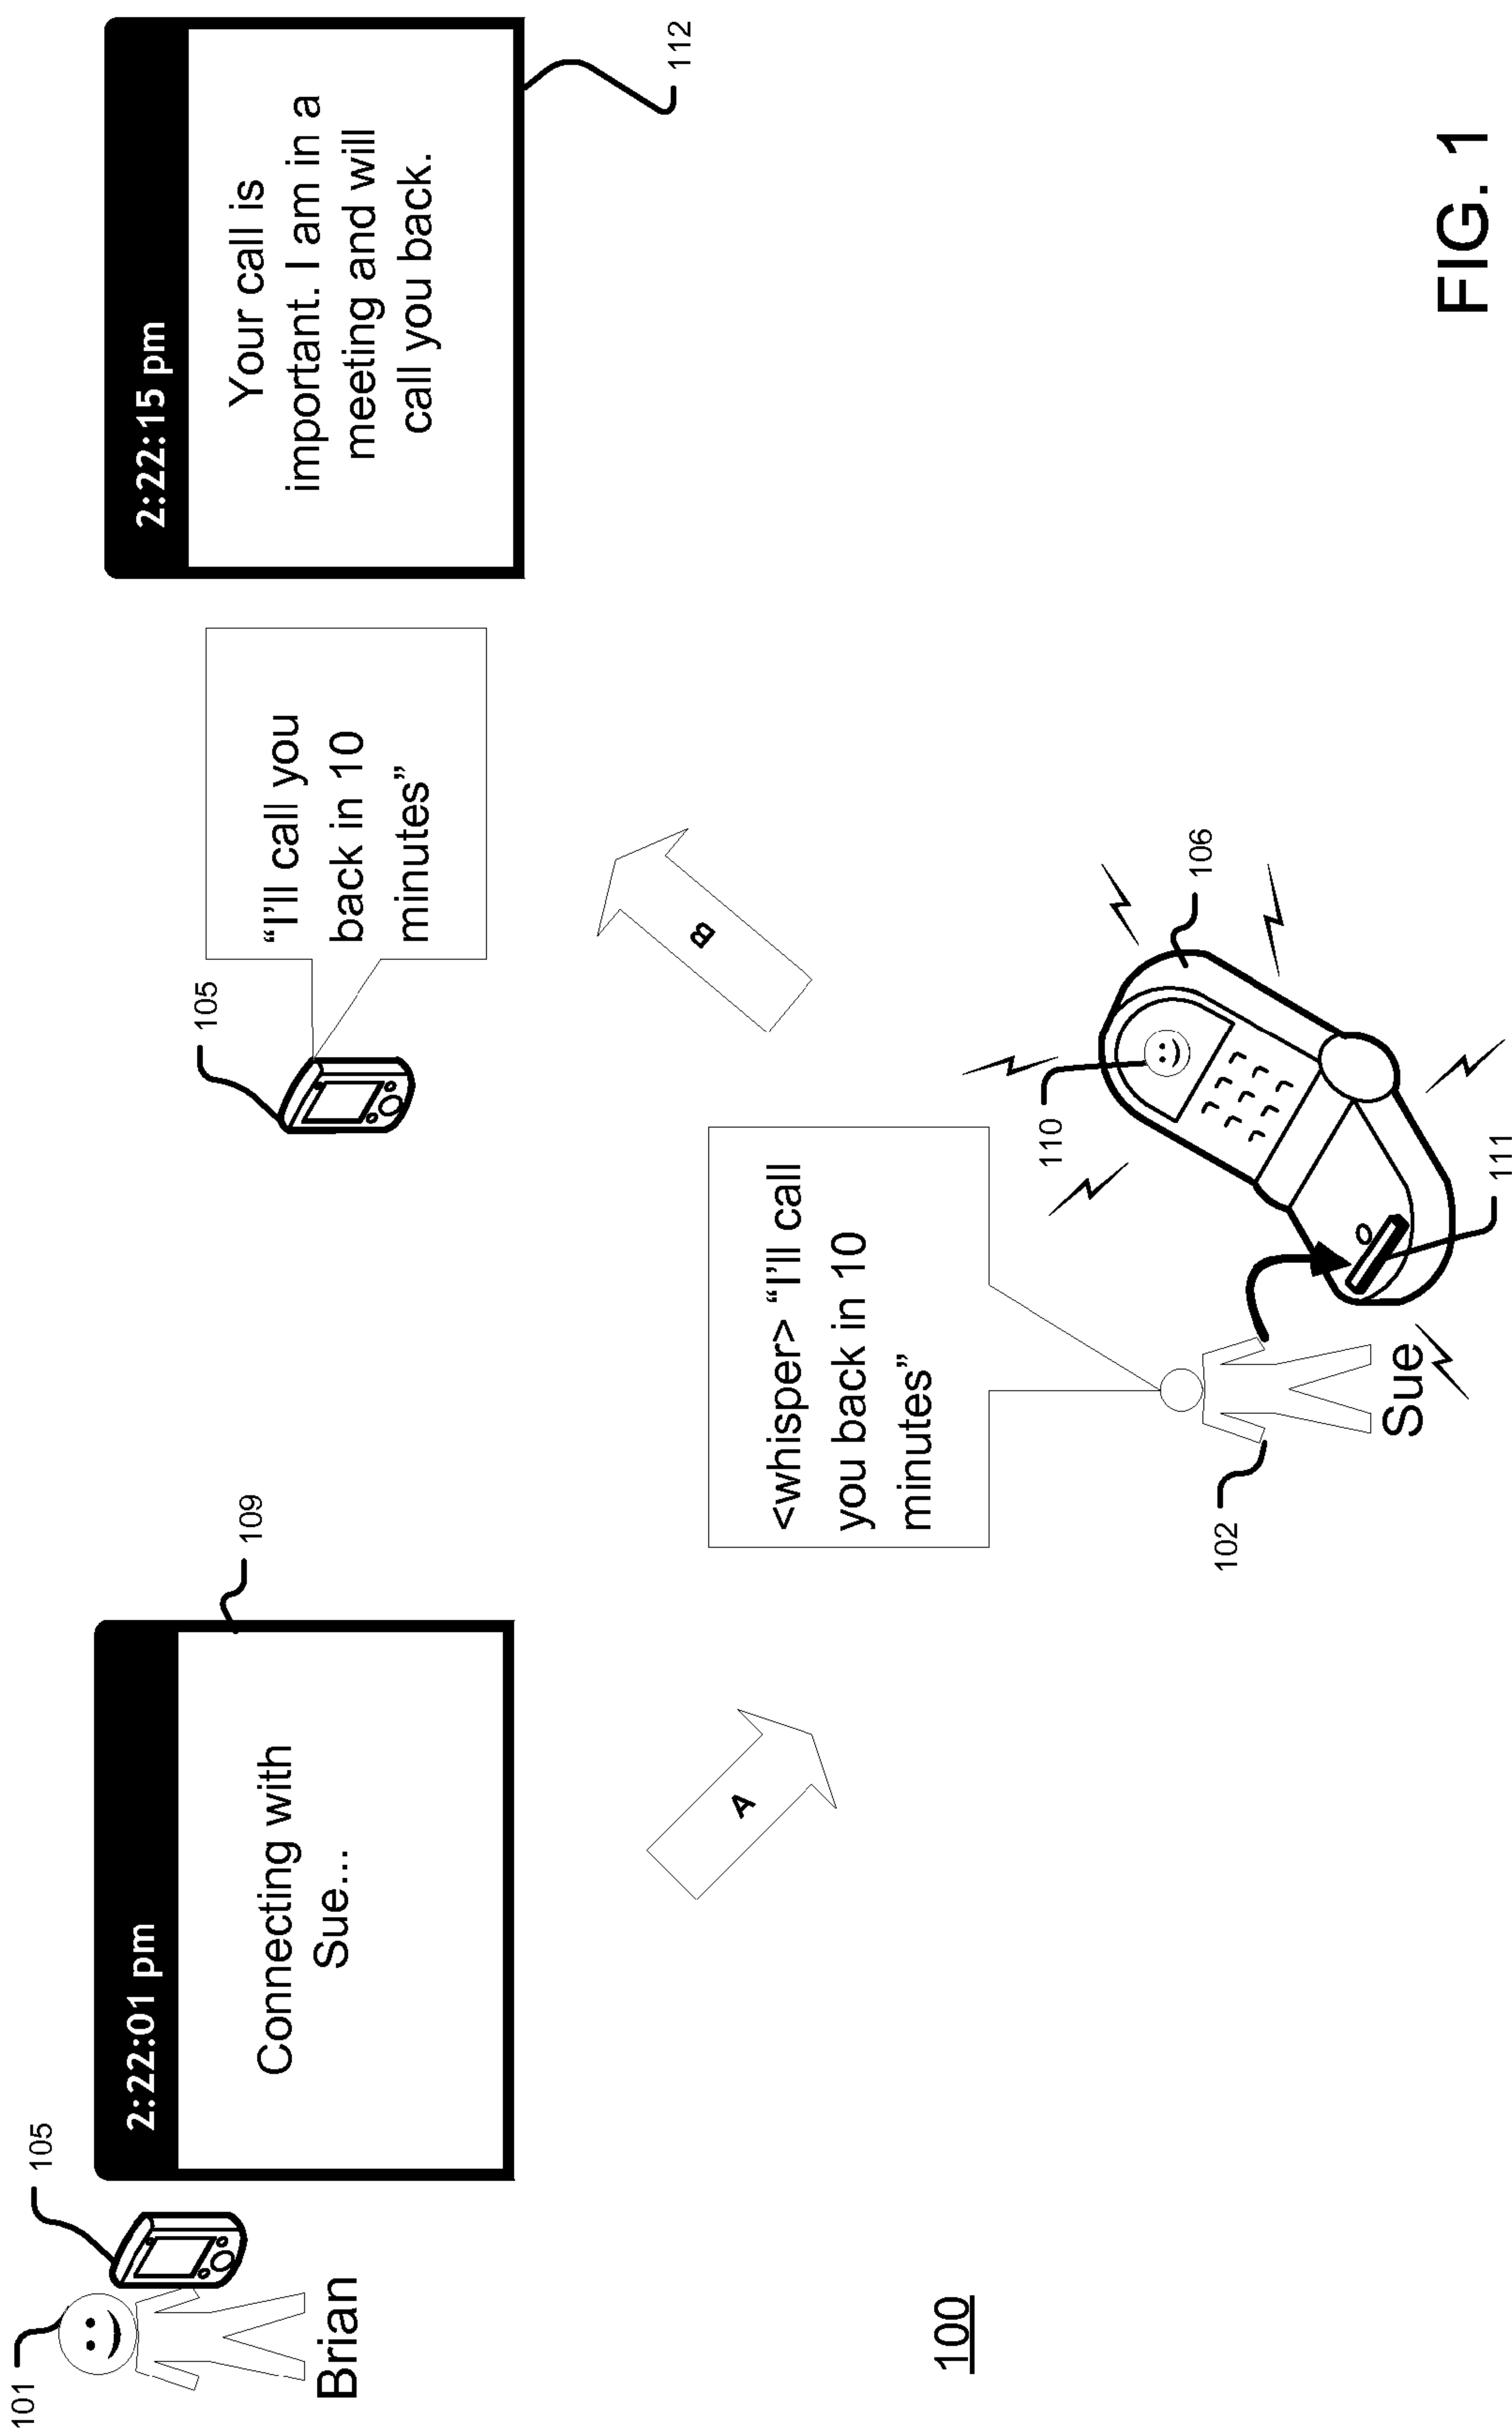 101
Brian
105
2:22:01 pm
Connecting with
Sue...
109
A
<whisper> “I’ll call
you back in 10
minutes”
102
Sue
110
106
111
B
105
“I’ll call you
back in 10
minutes”
2:22:15 pm
Your call is
important. I am in a
meeting and will
call you back.
112
100
FIG. 1